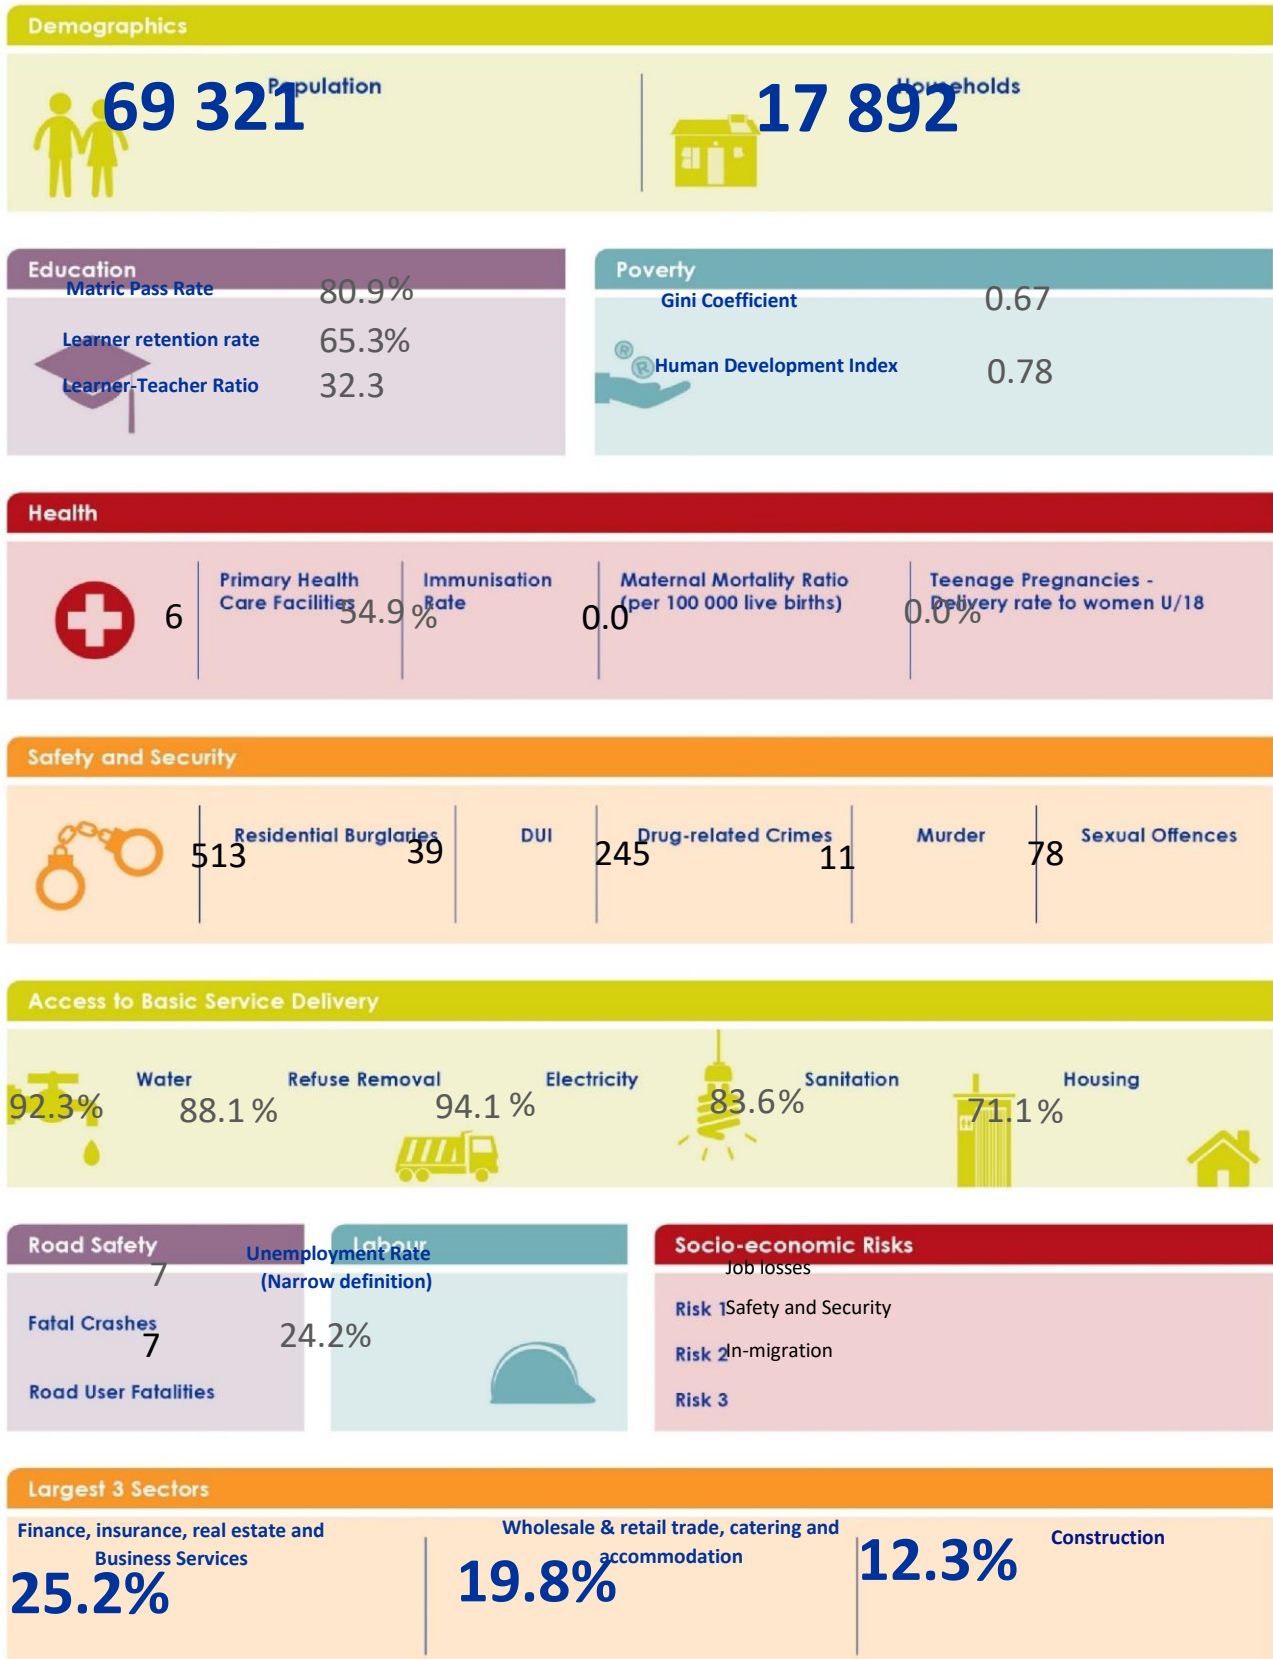 Demographics
Population
69 321
Households
17 892
Education
Matric Pass Rate 80.9%
Learner retention rate 65.3%
Learner-Teacher Ratio 32.3
Poverty
Gini Coefficient 0.67
® ®
Human Development Index 0.78
Health
Primary Health
Care Facilities
6
Immunisation
Rate
54.9 %
Maternal Mortality Ratio
(per 100 000 live births)
0.0
Teenage Pregnancies -
Delivery rate to women U/18
0.0%
Safety and Security
Residential Burglaries
513
DUI
39
Drug-related Crimes
245
Murder
11
Sexual Offences
78
Access to Basic Service Delivery
Water
92.3%
Refuse Removal
88.1 %
Electricity
94.1 %
Sanitation
83.6%
Housing
71.1 %
Road Safety
7
Fatal Crashes
7
Road User Fatalities
Labour
Unemployment Rate
(Narrow definition)
24.2%
Socio-economic Risks
Job losses
Risk 1 Safety and Security
Risk 2 In-migration
Risk 3
Largest 3 Sectors
Finance, insurance, real estate and
Business Services
25.2%
Wholesale & retail trade, catering and
accommodation
19.8%
Construction
12.3%